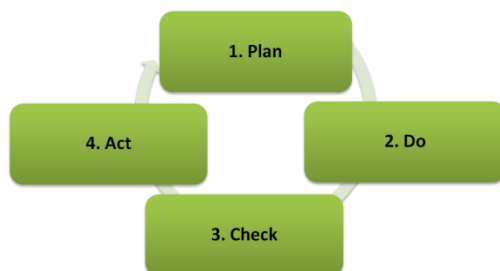 1. Plan
2. Do
3. Check
4. Act